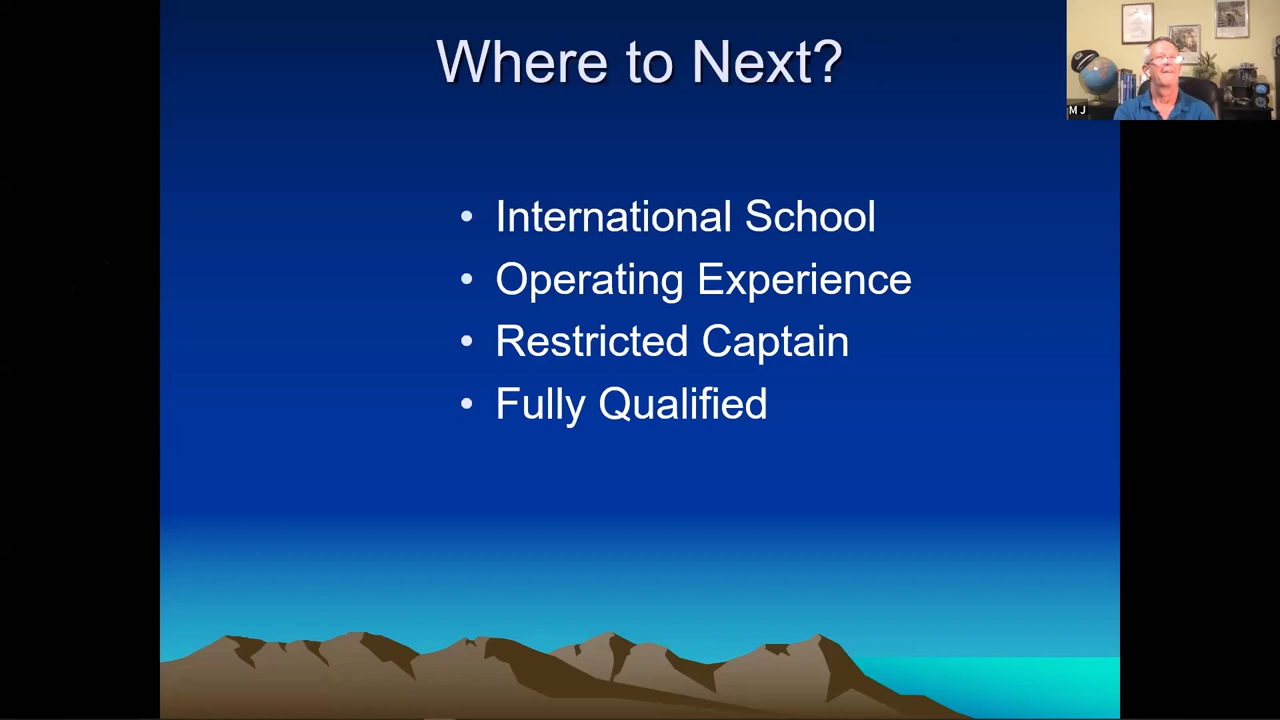 Where to Next?
• International School
• Operating Experience
• Restricted Captain
• Fully Qualified
M J